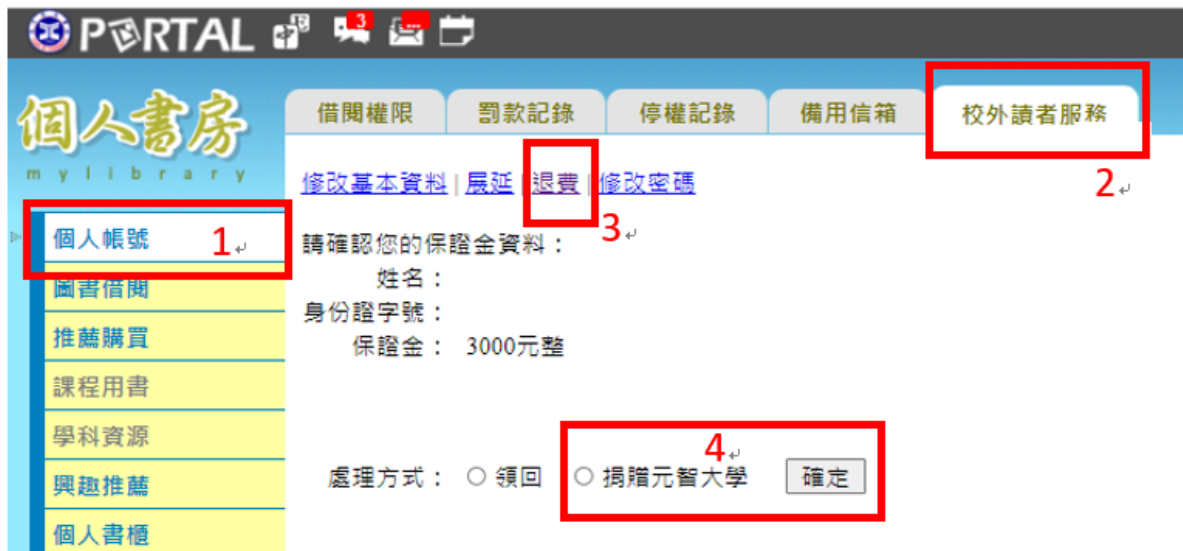 PORTAL 3 ...
個人書房
mylibrary
借閱權限 罰款記錄 停權記錄 備用信箱 校外讀者服務
2
修改基本資料 | 展延 | 退費 | 修改密碼
3
個人帳號 1
圖書借閱
推薦購買
課程用書
學科資源
興趣推薦
個人書櫃
請確認您的保證金資料：
姓名：
身份證字號：
保證金： 3000元整
4
處理方式： 領回 捐贈元智大學 確定